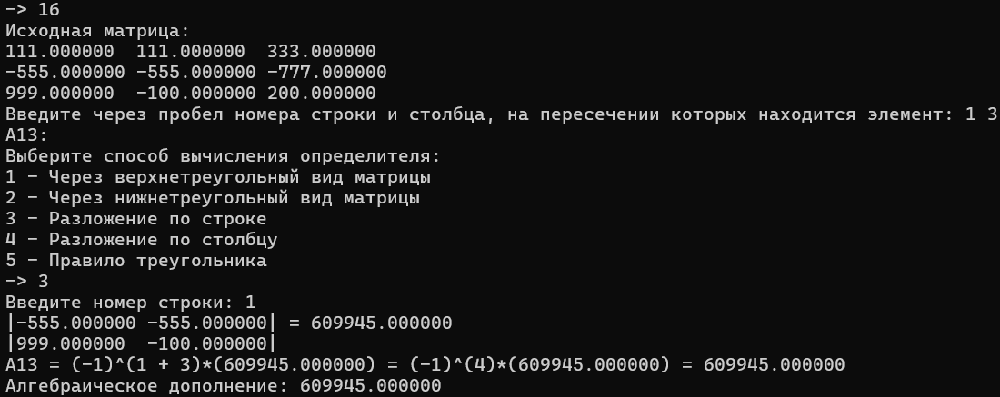 -> 16
Исходная матрица:
111.000000  111.000000  333.000000
-555.000000 -555.000000 -777.000000
999.000000  -100.000000 200.000000
Введите через пробел номера строки и столбца, на пересечении которых находится элемент: 1 3
A13:
Выберите способ вычисления определителя:
1 - Через верхнетреугольный вид матрицы
2 - Через нижнетреугольный вид матрицы
3 - Разложение по строке
4 - Разложение по столбцу
5 - Правило треугольника
-> 3
Введите номер строки: 1
|-555.000000 -555.000000| = 609945.000000
|999.000000  -100.000000|
A13 = (-1)^(1 + 3)*(609945.000000) = (-1)^(4)*(609945.000000) = 609945.000000
Алгебраическое дополнение: 609945.000000